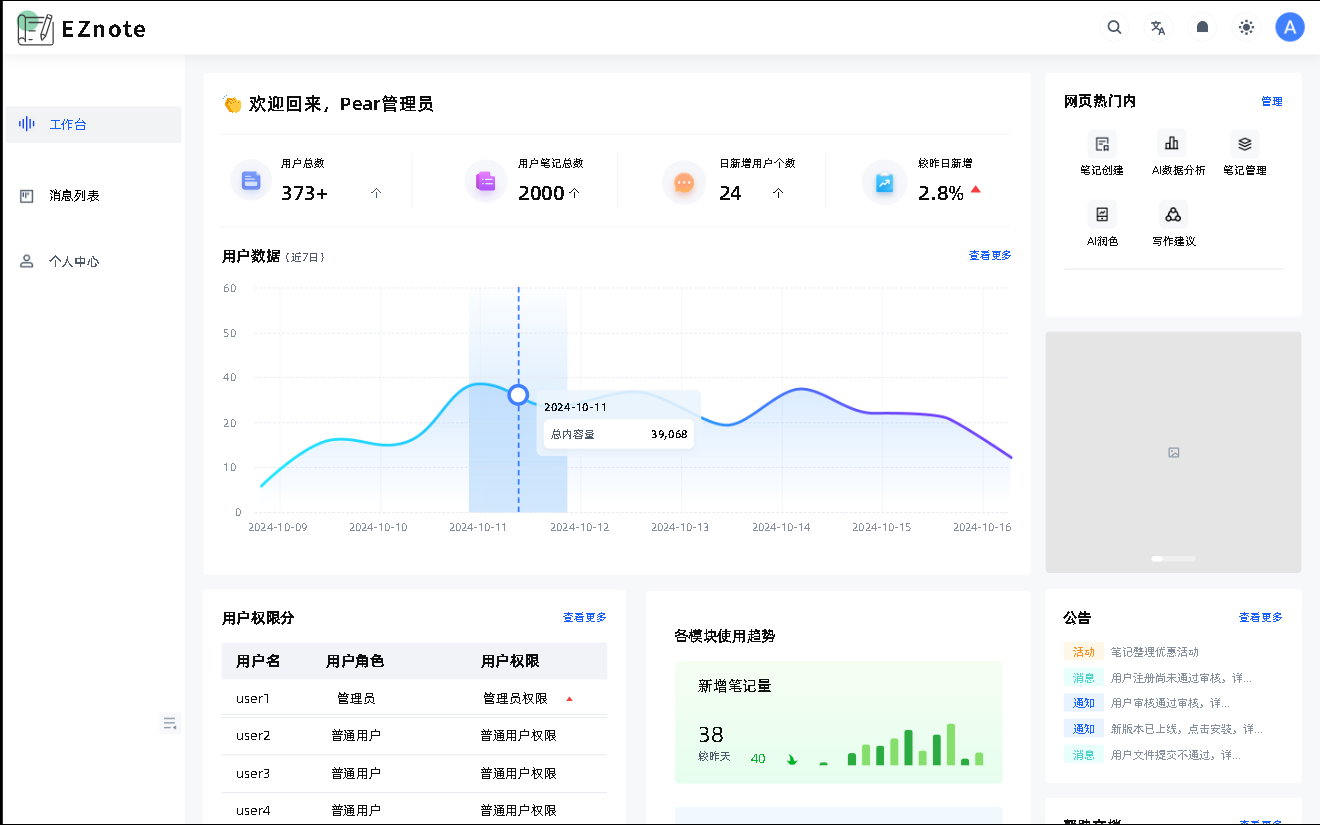 EZnote
A
工作台
消息列表
个人中心
欢迎回来，Pear管理员
用户总数
373+
用户笔记总数
2000
日新增用户个数
24
较昨日新增
2.8%
用户数据（近7日）
查看更多
60
50
40
20
10
0
2024-10-11
总内容量 39,068
2024-10-09 2024-10-10 2024-10-11 2024-10-12 2024-10-13 2024-10-14 2024-10-15 2024-10-16
网页热门内
管理
笔记创建 AI数据分析 笔记管理
AI润色 写作建议
用户权限分
查看更多
用户名 用户角色 用户权限
user1 管理员 管理员权限
user2 普通用户 普通用户权限
user3 普通用户 普通用户权限
user4 普通用户 普通用户权限
各模块使用趋势
新增笔记量
38
较昨天 40
公告
查看更多
活动 笔记整理优惠活动
消息 用户注册尚未通过审核，详...
通知 用户审核通过审核，详...
通知 新版本已上线，点击安装，详...
消息 用户文件提交不通过，详...
查看更多